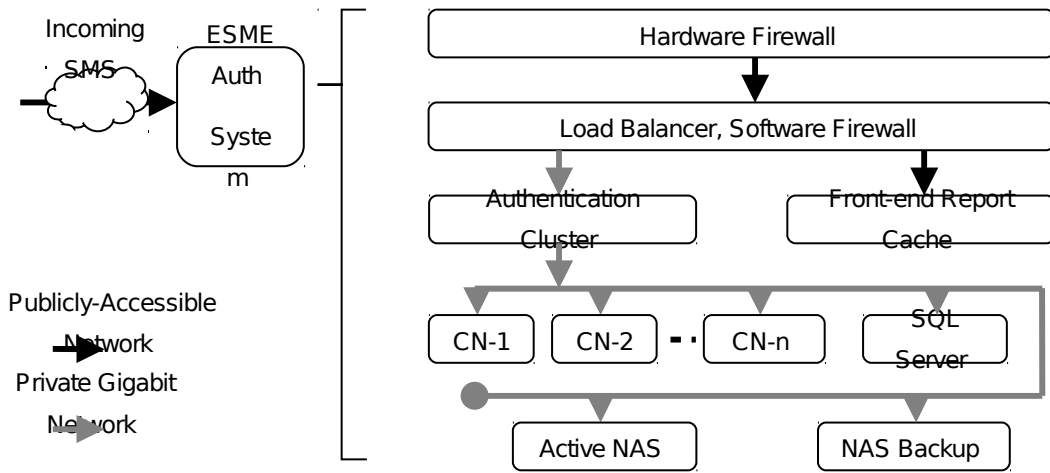 Incoming
SMS
ESME
Auth
Syste
m
Hardware Firewall
Load Balancer, Software Firewall
Authentication
Cluster
Front-end Report
Cache
CN-1
CN-2
CN-n
SQL
Server
Active NAS
NAS Backup
Publicly-Accessible
Network
Private Gigabit
Network